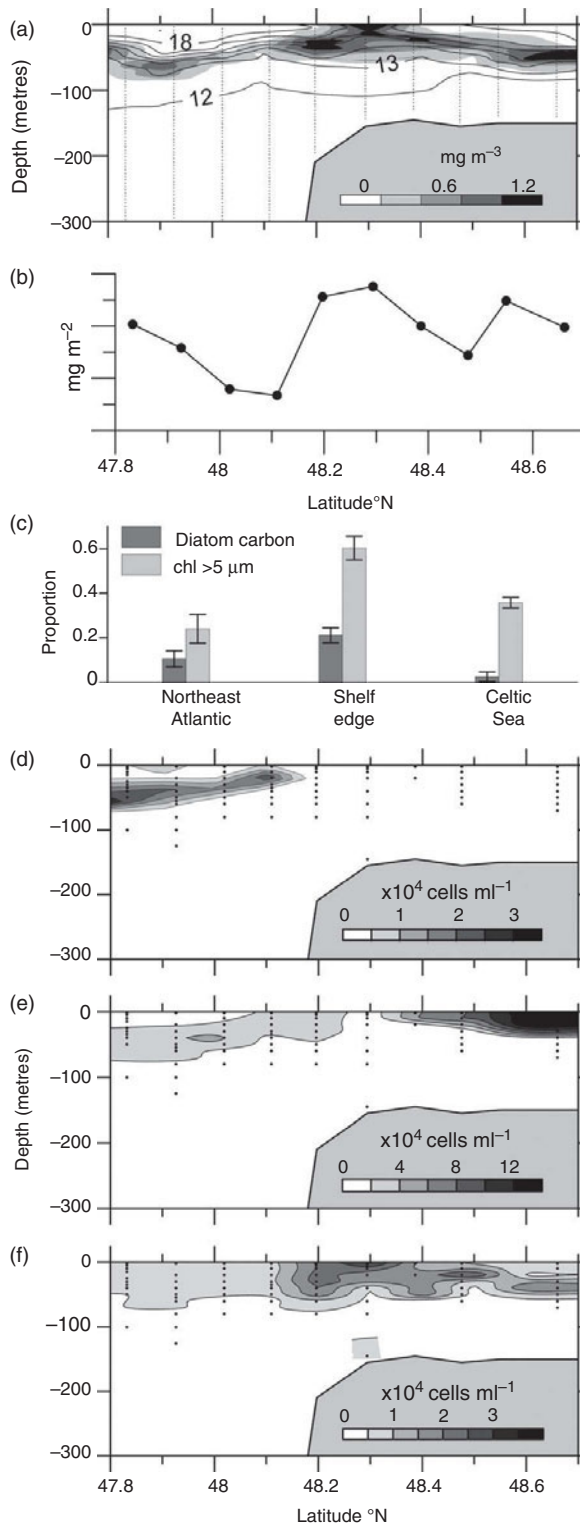 (a)
0
18
13
−100
12
−200
mg m−3
0 0.6 1.2
−300
Depth (metres)
(b)
mg m−2
47.8 48 48.2 48.4 48.6
Latitude°N
(c)
0.6
Diatom carbon
chl >5 μm
0.4
0.2
0
Proportion
Northeast Atlantic
Shelf edge
Celtic Sea
(d)
0
−100
−200
x10⁴ cells ml−1
0 1 2 3
−300
(e)
0
−100
−200
x10⁴ cells ml−1
0 4 8 12
−300
Depth (metres)
(f)
0
−100
−200
x10⁴ cells ml−1
0 1 2 3
−300
47.8 48 48.2 48.4 48.6
Latitude °N